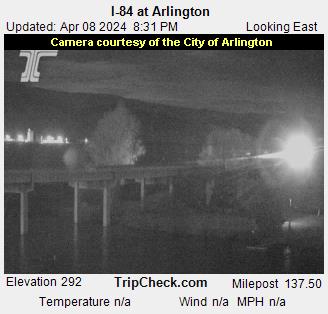 I-84 at Arlington
Updated: Apr 08 2024 8:31 PM Looking East
Camera courtesy of the City of Arlington
Elevation 292 TripCheck.com Milepost 137.50
Temperature n/a Wind n/a MPH n/a